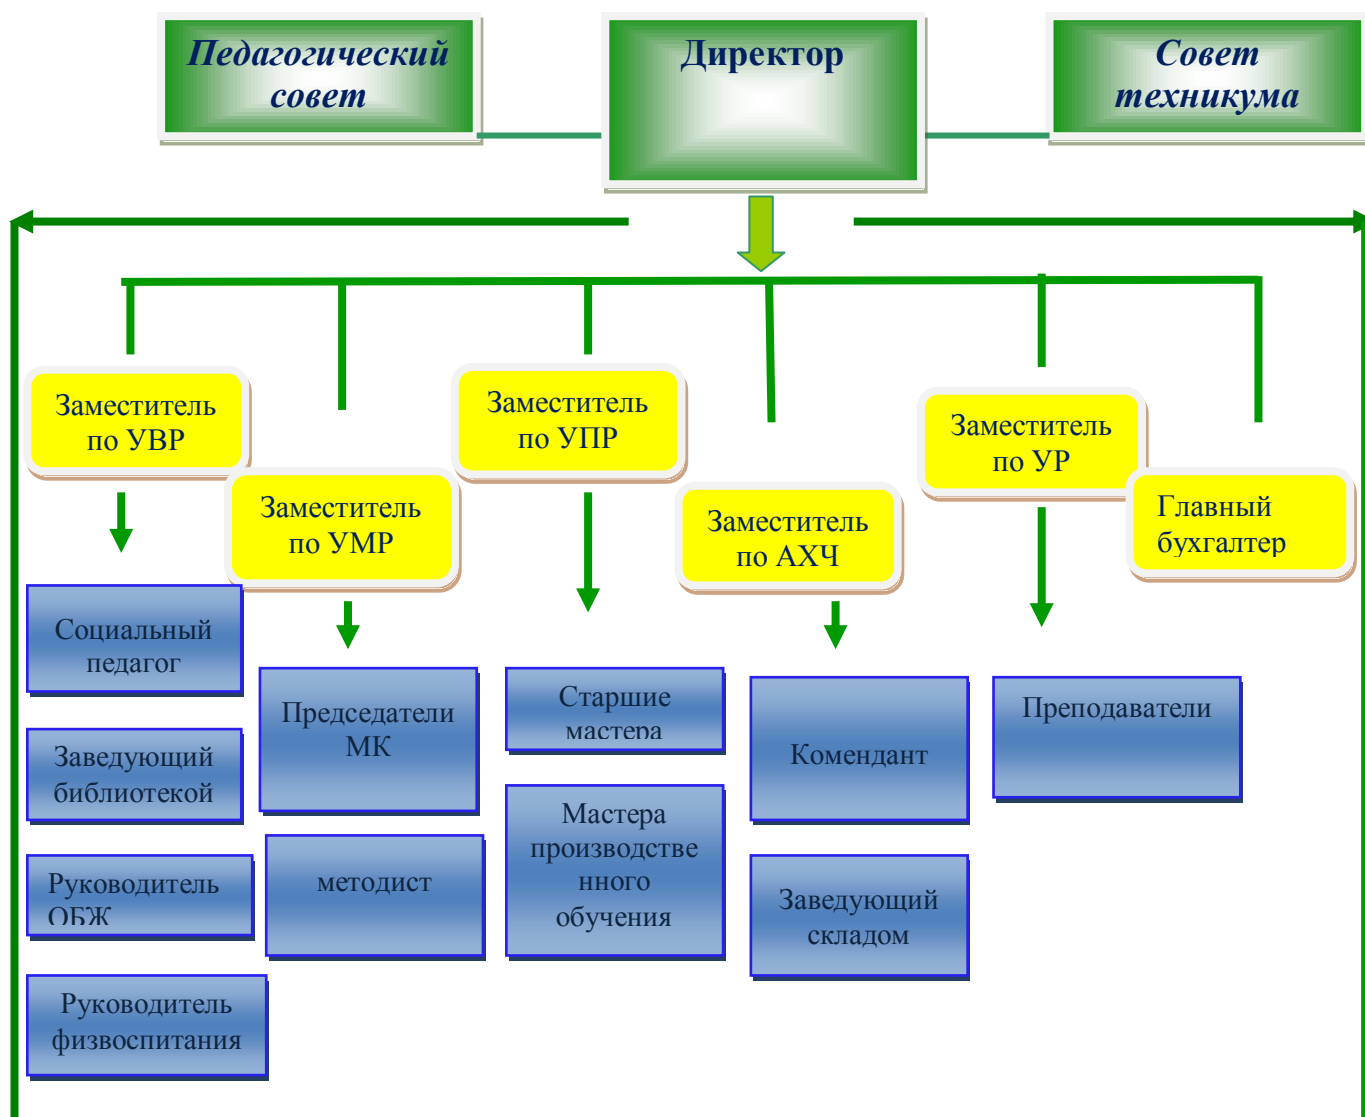 Педагогический
совет
Директор
Совет
техникума
Заместитель
по УВР
Заместитель
по УМР
Заместитель
по УПР
Заместитель
по АХЧ
Заместитель
по УР
Главный
бухгалтер
Социальный
педагог
Заведующий
библиотекой
Руководитель
ОБЖ
Руководитель
физвоспитания
Председатели
МК
методист
Старшие
мастера
Мастера
производстве
нного
обучения
Комендант
Заведующий
складом
Преподаватели